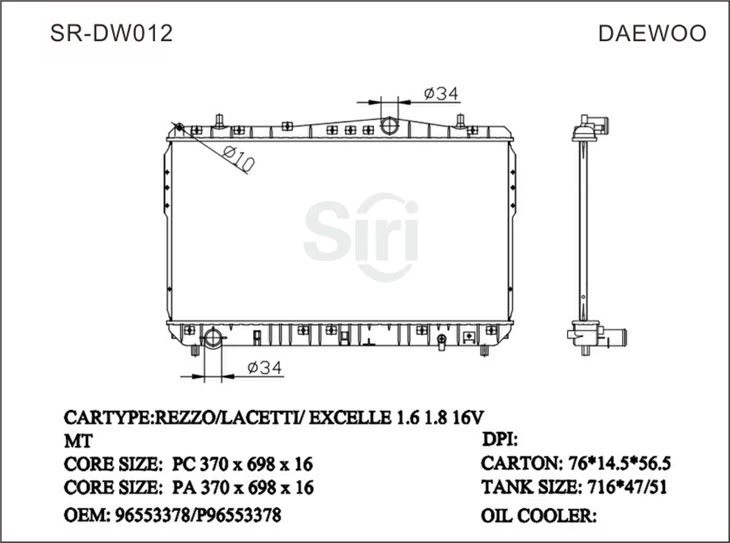 SR-DW012 DAEWOO
Ø34
Ø10
Siri
Ø34
CARTYPE:REZZO/LACETTI/ EXCELLE 1.6 1.8 16V
MT DPI:
CORE SIZE: PC 370 x 698 x 16 CARTON: 76*14.5*56.5
CORE SIZE: PA 370 x 698 x 16 TANK SIZE: 716*47/51
OEM: 96553378/P96553378 OIL COOLER: